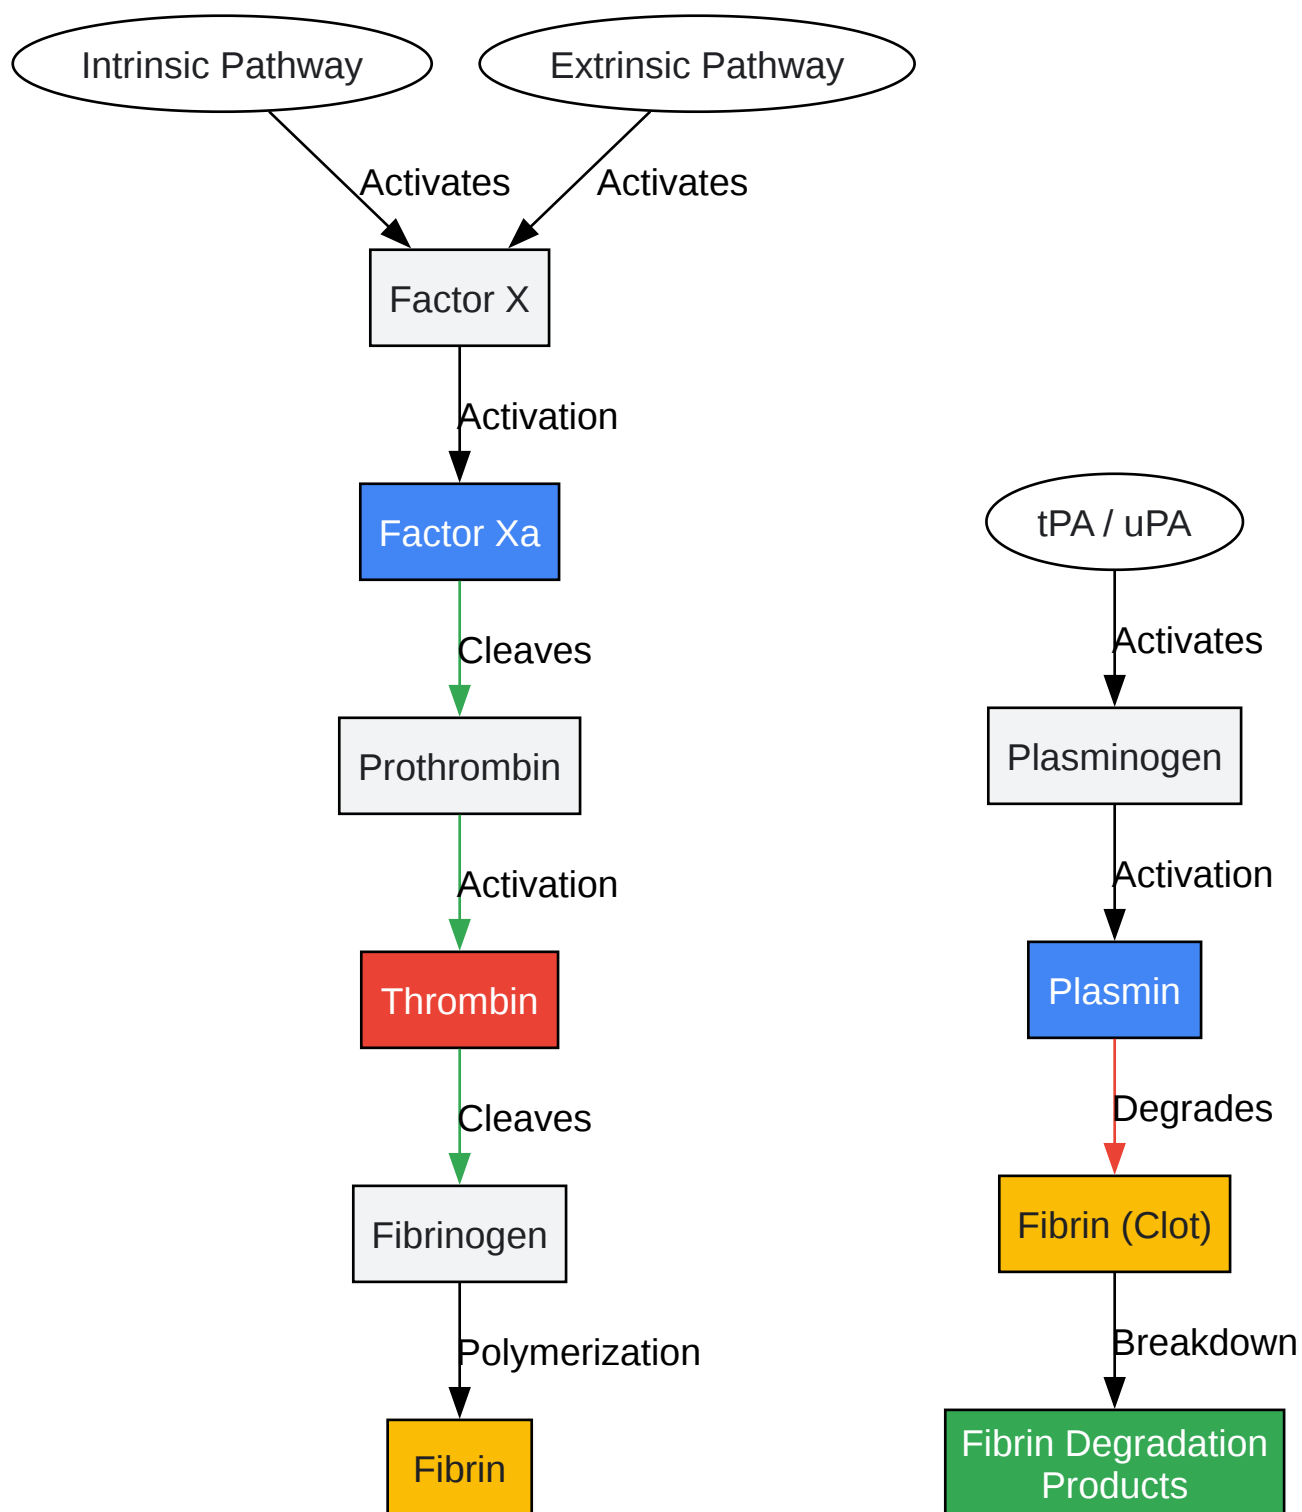 Intrinsic Pathway
Extrinsic Pathway
Activates
Activates
Factor X
Activation
Factor Xa
Cleaves
Prothrombin
Activation
Thrombin
Cleaves
Fibrinogen
Polymerization
Fibrin
tPA / uPA
Activates
Plasminogen
Activation
Plasmin
Degrades
Fibrin (Clot)
Breakdown
Fibrin Degradation
Products